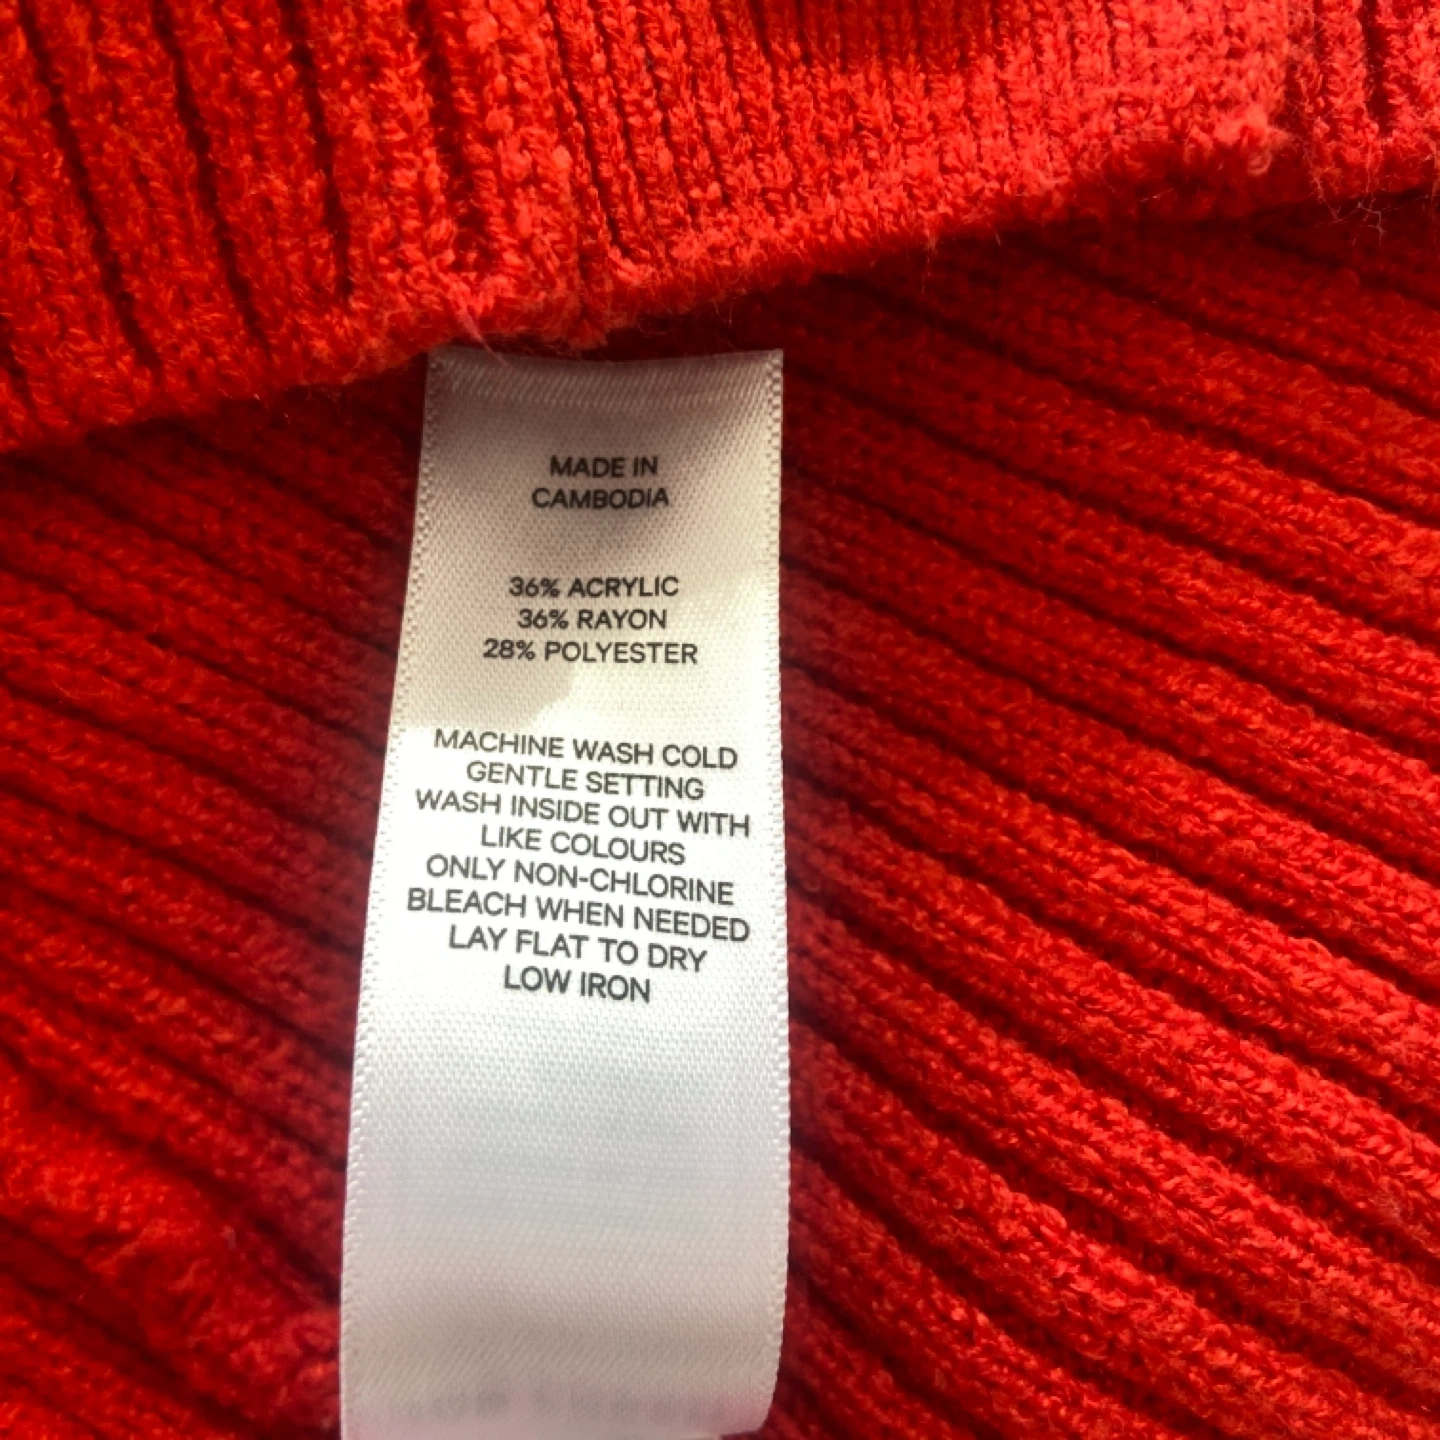 MADE IN
CAMBODIA
36% ACRYLIC
36% RAYON
28% POLYESTER
MACHINE WASH COLD
GENTLE SETTING
WASH INSIDE OUT WITH
LIKE COLOURS
ONLY NON-CHLORINE
BLEACH WHEN NEEDED
LAY FLAT TO DRY
LOW IRON